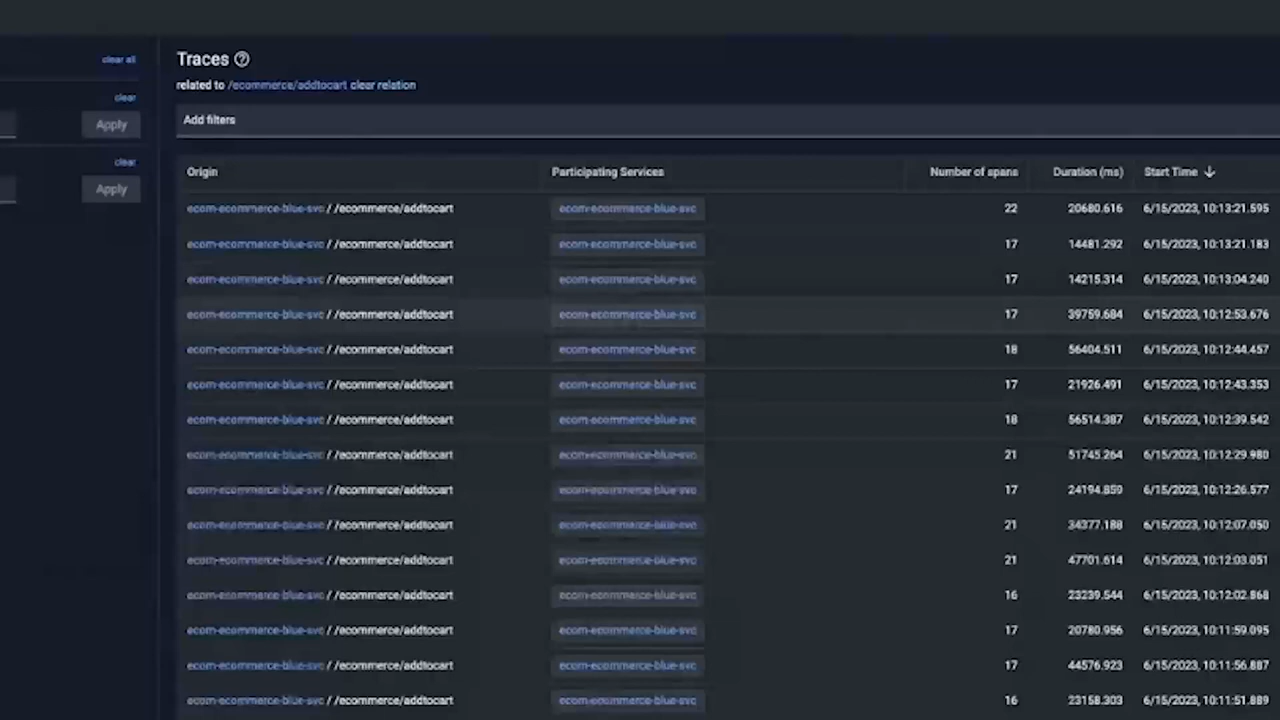 clear all
Traces
related to /ecommerce/addtocart clear relation
clear
Apply
Add filters
clear
Apply
Origin Participating Services Number of spans Duration (ms) Start Time
ecom-ecommerce-blue-svc / /ecommerce/addtocart ecom-ecommerce-blue-svc 22 20680.616 6/15/2023, 10:13:21.595
ecom-ecommerce-blue-svc / /ecommerce/addtocart ecom-ecommerce-blue-svc 17 14481.292 6/15/2023, 10:13:21.183
ecom-ecommerce-blue-svc / /ecommerce/addtocart ecom-ecommerce-blue-svc 17 14215.314 6/15/2023, 10:13:04.240
ecom-ecommerce-blue-svc / /ecommerce/addtocart ecom-ecommerce-blue-svc 17 39759.684 6/15/2023, 10:12:53.676
ecom-ecommerce-blue-svc / /ecommerce/addtocart ecom-ecommerce-blue-svc 18 56404.511 6/15/2023, 10:12:44.457
ecom-ecommerce-blue-svc / /ecommerce/addtocart ecom-ecommerce-blue-svc 17 21926.491 6/15/2023, 10:12:43.353
ecom-ecommerce-blue-svc / /ecommerce/addtocart ecom-ecommerce-blue-svc 18 56514.387 6/15/2023, 10:12:39.542
ecom-ecommerce-blue-svc / /ecommerce/addtocart ecom-ecommerce-blue-svc 21 51745.264 6/15/2023, 10:12:29.980
ecom-ecommerce-blue-svc / /ecommerce/addtocart ecom-ecommerce-blue-svc 17 24194.859 6/15/2023, 10:12:26.577
ecom-ecommerce-blue-svc / /ecommerce/addtocart ecom-ecommerce-blue-svc 21 34377.188 6/15/2023, 10:12:07.050
ecom-ecommerce-blue-svc / /ecommerce/addtocart ecom-ecommerce-blue-svc 21 47701.614 6/15/2023, 10:12:03.051
ecom-ecommerce-blue-svc / /ecommerce/addtocart ecom-ecommerce-blue-svc 16 23239.544 6/15/2023, 10:12:02.868
ecom-ecommerce-blue-svc / /ecommerce/addtocart ecom-ecommerce-blue-svc 17 20780.956 6/15/2023, 10:11:59.095
ecom-ecommerce-blue-svc / /ecommerce/addtocart ecom-ecommerce-blue-svc 17 44576.923 6/15/2023, 10:11:56.887
ecom-ecommerce-blue-svc / /ecommerce/addtocart ecom-ecommerce-blue-svc 16 23158.303 6/15/2023, 10:11:51.889